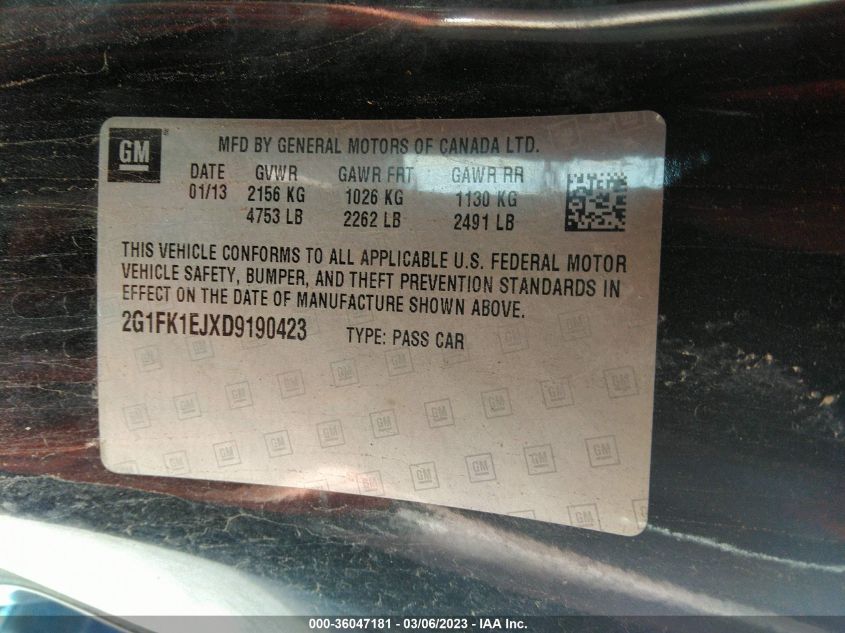 GM ®
MFD BY GENERAL MOTORS OF CANADA LTD.
DATE GVWR GAWR FRT GAWR RR
01/13 2156 KG 1026 KG 1130 KG
4753 LB 2262 LB 2491 LB
THIS VEHICLE CONFORMS TO ALL APPLICABLE U.S. FEDERAL MOTOR
VEHICLE SAFETY, BUMPER, AND THEFT PREVENTION STANDARDS IN
EFFECT ON THE DATE OF MANUFACTURE SHOWN ABOVE.
2G1FK1EJXD9190423 TYPE: PASS CAR
000-36047181 - 03/06/2023 - © IAA Inc.